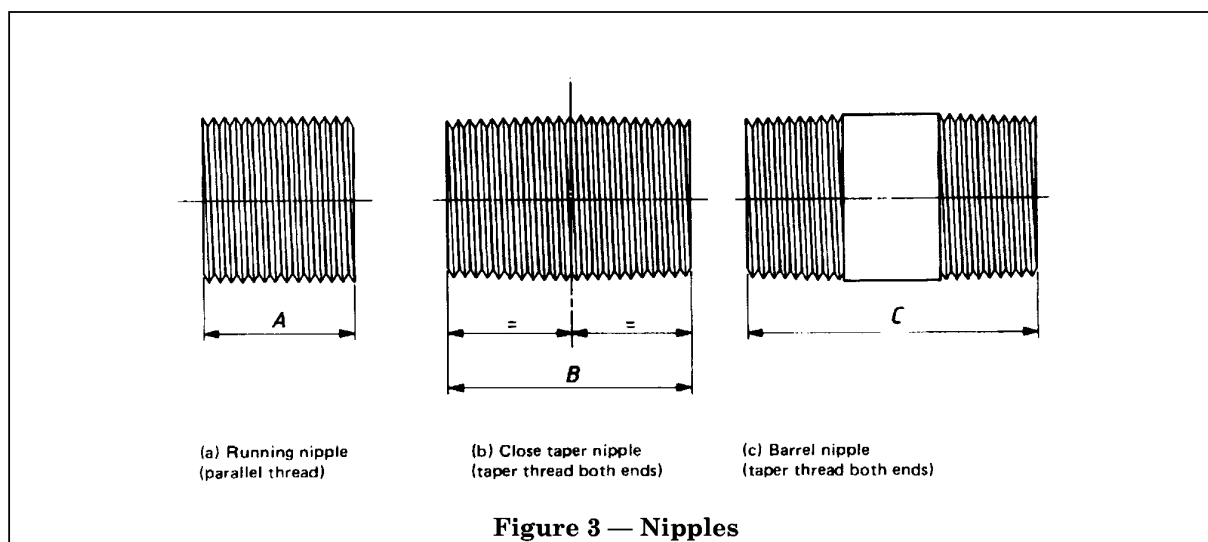 A
=
=
B
C
(a) Running nipple
(parallel thread)
(b) Close taper nipple
(taper thread both ends)
(c) Barrel nipple
(taper thread both ends)
Figure 3 — Nipples